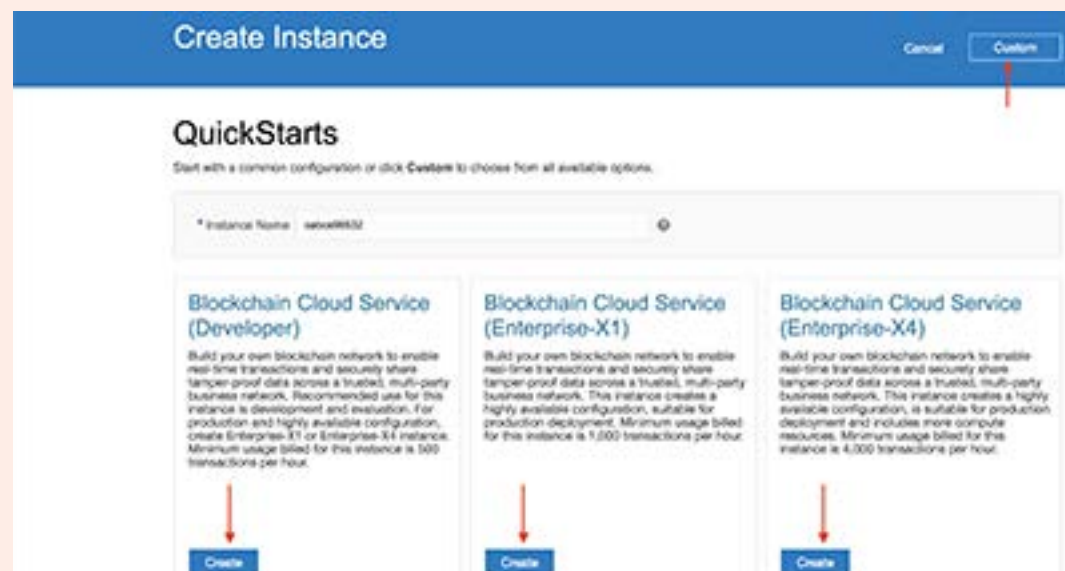 Create Instance
Cancel
Custom
QuickStarts
Start with a common configuration or click Custom to choose from all available options.
* Instance Name
Blockchain Cloud Service
(Developer)
Build your own blockchain network to enable
real-time transactions and securely share
tamper-proof data across a trusted, multi-party
business network. Recommended use for this
instance is development and evaluation. For
production and highly available configuration,
create Enterprise-X1 or Enterprise-X4 instance.
Minimum usage billed for this instance is 500
transactions per hour.
Create
Blockchain Cloud Service
(Enterprise-X1)
Build your own blockchain network to enable
real-time transactions and securely share
tamper-proof data across a trusted, multi-party
business network. This instance creates a
highly available configuration, suitable for
production deployment. Minimum usage billed
for this instance is 1,000 transactions per hour.
Create
Blockchain Cloud Service
(Enterprise-X4)
Build your own blockchain network to enable
real-time transactions and securely share
tamper-proof data across a trusted, multi-party
business network. This instance creates a highly
available configuration, is suitable for production
deployment and includes more compute
resources. Minimum usage billed for this
instance is 4,000 transactions per hour.
Create